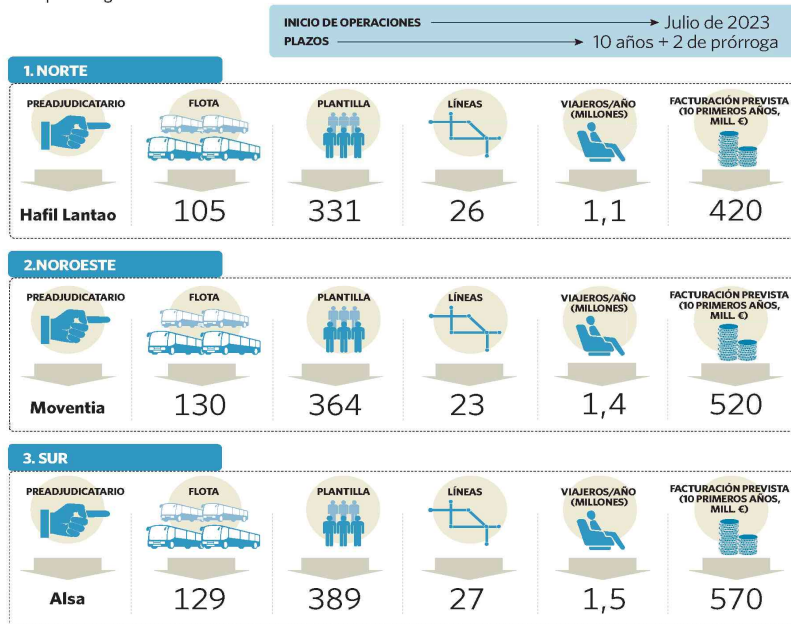 INICIO DE OPERACIONES Julio de 2023
PLAZOS 10 años + 2 de prórroga
1. NORTE
PREADJUDICATARIO FLOTA PLANTILLA LÍNEAS VIAJEROS/AÑO (MILLONES) FACTURACIÓN PREVISTA (10 PRIMEROS AÑOS, MILL. €)
Hafil Lantao 105 331 26 1,1 420
2.NOROESTE
PREADJUDICATARIO FLOTA PLANTILLA LÍNEAS VIAJEROS/AÑO (MILLONES) FACTURACIÓN PREVISTA (10 PRIMEROS AÑOS, MILL. €)
Moventia 130 364 23 1,4 520
3. SUR
PREADJUDICATARIO FLOTA PLANTILLA LÍNEAS VIAJEROS/AÑO (MILLONES) FACTURACIÓN PREVISTA (10 PRIMEROS AÑOS, MILL. €)
Alsa 129 389 27 1,5 570